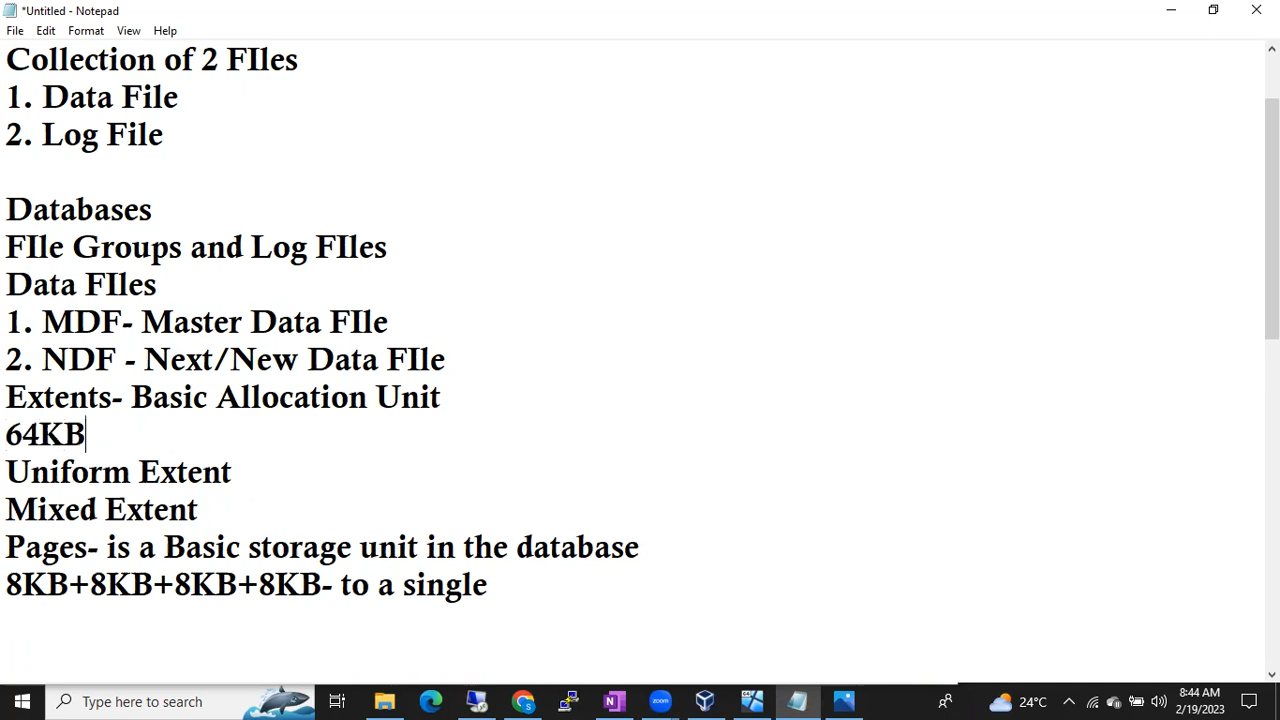 *Untitled - Notepad
File Edit Format View Help
Collection of 2 FIles
1. Data File
2. Log File
Databases
FIle Groups and Log FIles
Data FIles
1. MDF- Master Data FIle
2. NDF - Next/New Data FIle
Extents- Basic Allocation Unit
64KB
Uniform Extent
Mixed Extent
Pages- is a Basic storage unit in the database
8KB+8KB+8KB+8KB- to a single
Type here to search
zoom
64
24°C
8:44 AM
2/19/2023